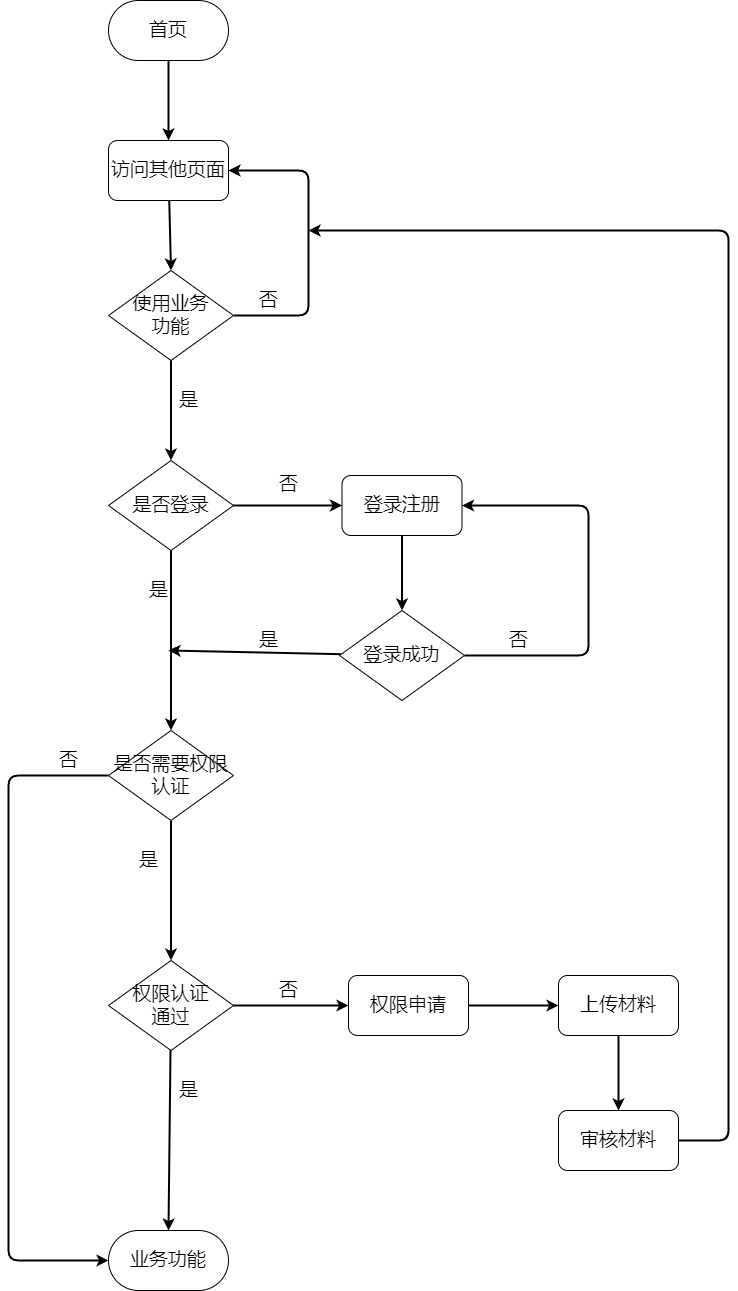 首页
访问其他页面
使用业务
功能
否
是
是否登录
否
登录注册
是
登录成功
是
否
是否需要权限
认证
否
是
权限认证
通过
否
权限申请
上传材料
是
审核材料
业务功能